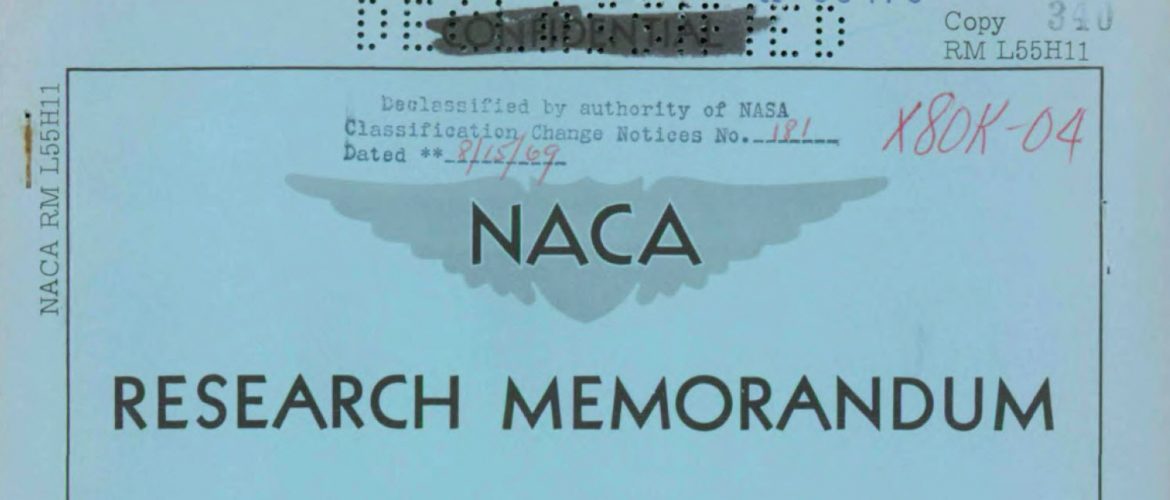 DECLASSIFIED
CONFIDENTIAL
Copy 340
RM L55H11
NACA RM L55H11
Declassified by authority of NASA
Classification Change Notices No. 181
Dated ** 8/15/69
X80K-04
NACA
RESEARCH MEMORANDUM